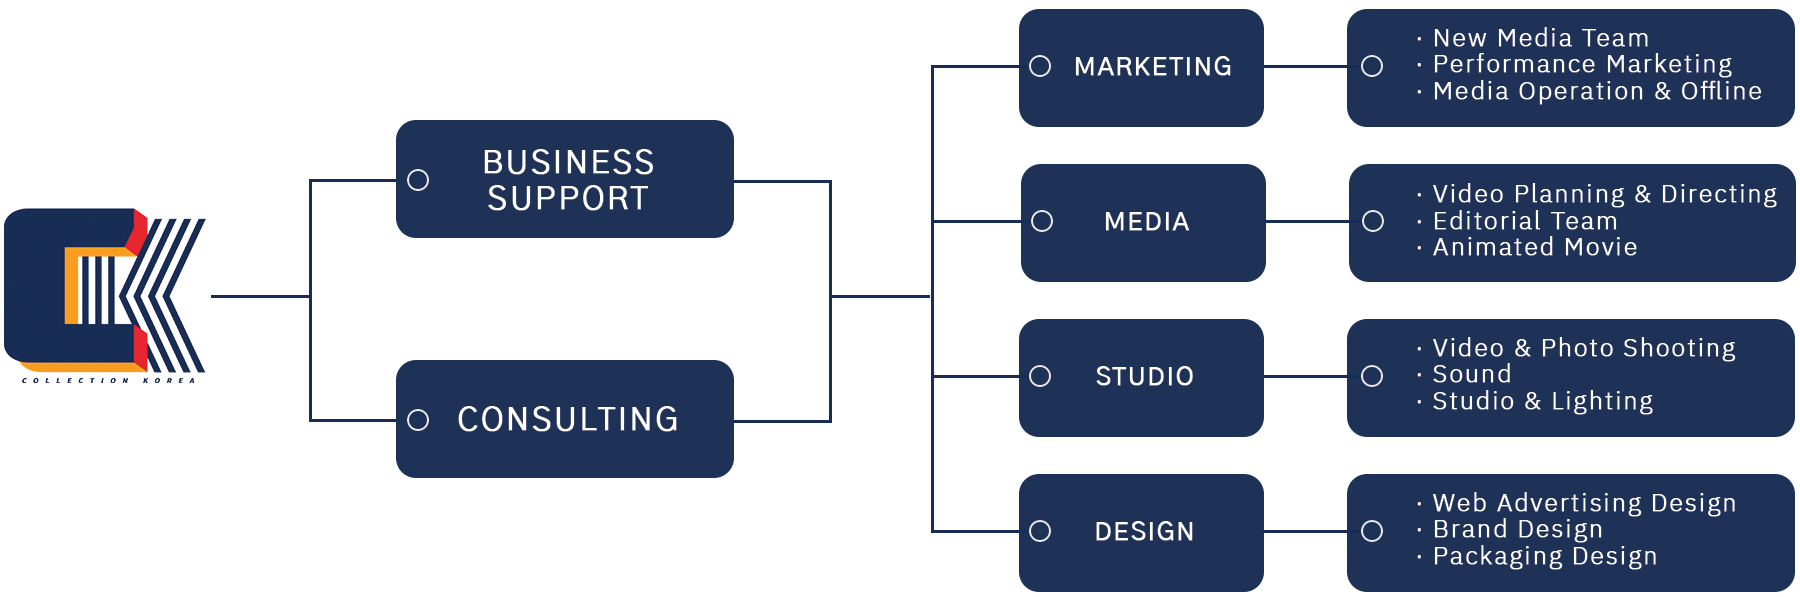 COLLECTION KOREA
BUSINESS
SUPPORT
CONSULTING
MARKETING
· New Media Team
· Performance Marketing
· Media Operation & Offline
MEDIA
· Video Planning & Directing
· Editorial Team
· Animated Movie
STUDIO
· Video & Photo Shooting
· Sound
· Studio & Lighting
DESIGN
· Web Advertising Design
· Brand Design
· Packaging Design